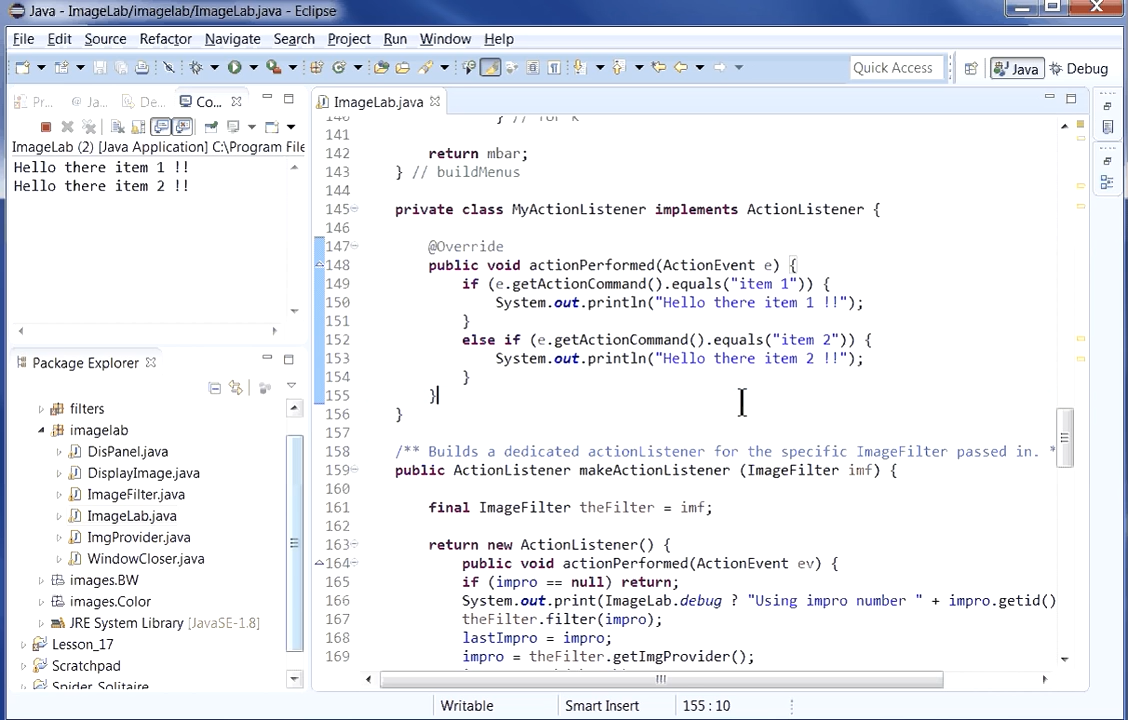 Java - ImageLab/imagelab/ImageLab.java - Eclipse
File Edit Source Refactor Navigate Search Project Run Window Help
Quick Access Java Debug
Pr... Ja... De... Co...
ImageLab (2) [Java Application] C:\Program File
Hello there item 1 !!
Hello there item 2 !!
Package Explorer
filters
imagelab
DisPanel.java
DisplayImage.java
ImageFilter.java
ImageLab.java
ImgProvider.java
WindowCloser.java
images.BW
images.Color
JRE System Library [JavaSE-1.8]
Lesson_17
Scratchpad
Spider_Solitaire
ImageLab.java
140 } // for k
141
142 return mbar;
143 } // buildMenus
144
145 private class MyActionListener implements ActionListener {
146
147 @Override
148 public void actionPerformed(ActionEvent e) {
149 if (e.getActionCommand().equals("item 1")) {
150 System.out.println("Hello there item 1 !!");
151 }
152 else if (e.getActionCommand().equals("item 2")) {
153 System.out.println("Hello there item 2 !!");
154 }
155 }
156 }
157
158 /** Builds a dedicated actionListener for the specific ImageFilter passed in. *
159 public ActionListener makeActionListener (ImageFilter imf) {
160
161 final ImageFilter theFilter = imf;
162
163 return new ActionListener() {
164 public void actionPerformed(ActionEvent ev) {
165 if (impro == null) return;
166 System.out.print(ImageLab.debug ? "Using impro number " + impro.getid()
167 theFilter.filter(impro);
168 lastImpro = impro;
169 impro = theFilter.getImgProvider();
Writable Smart Insert 155 : 10